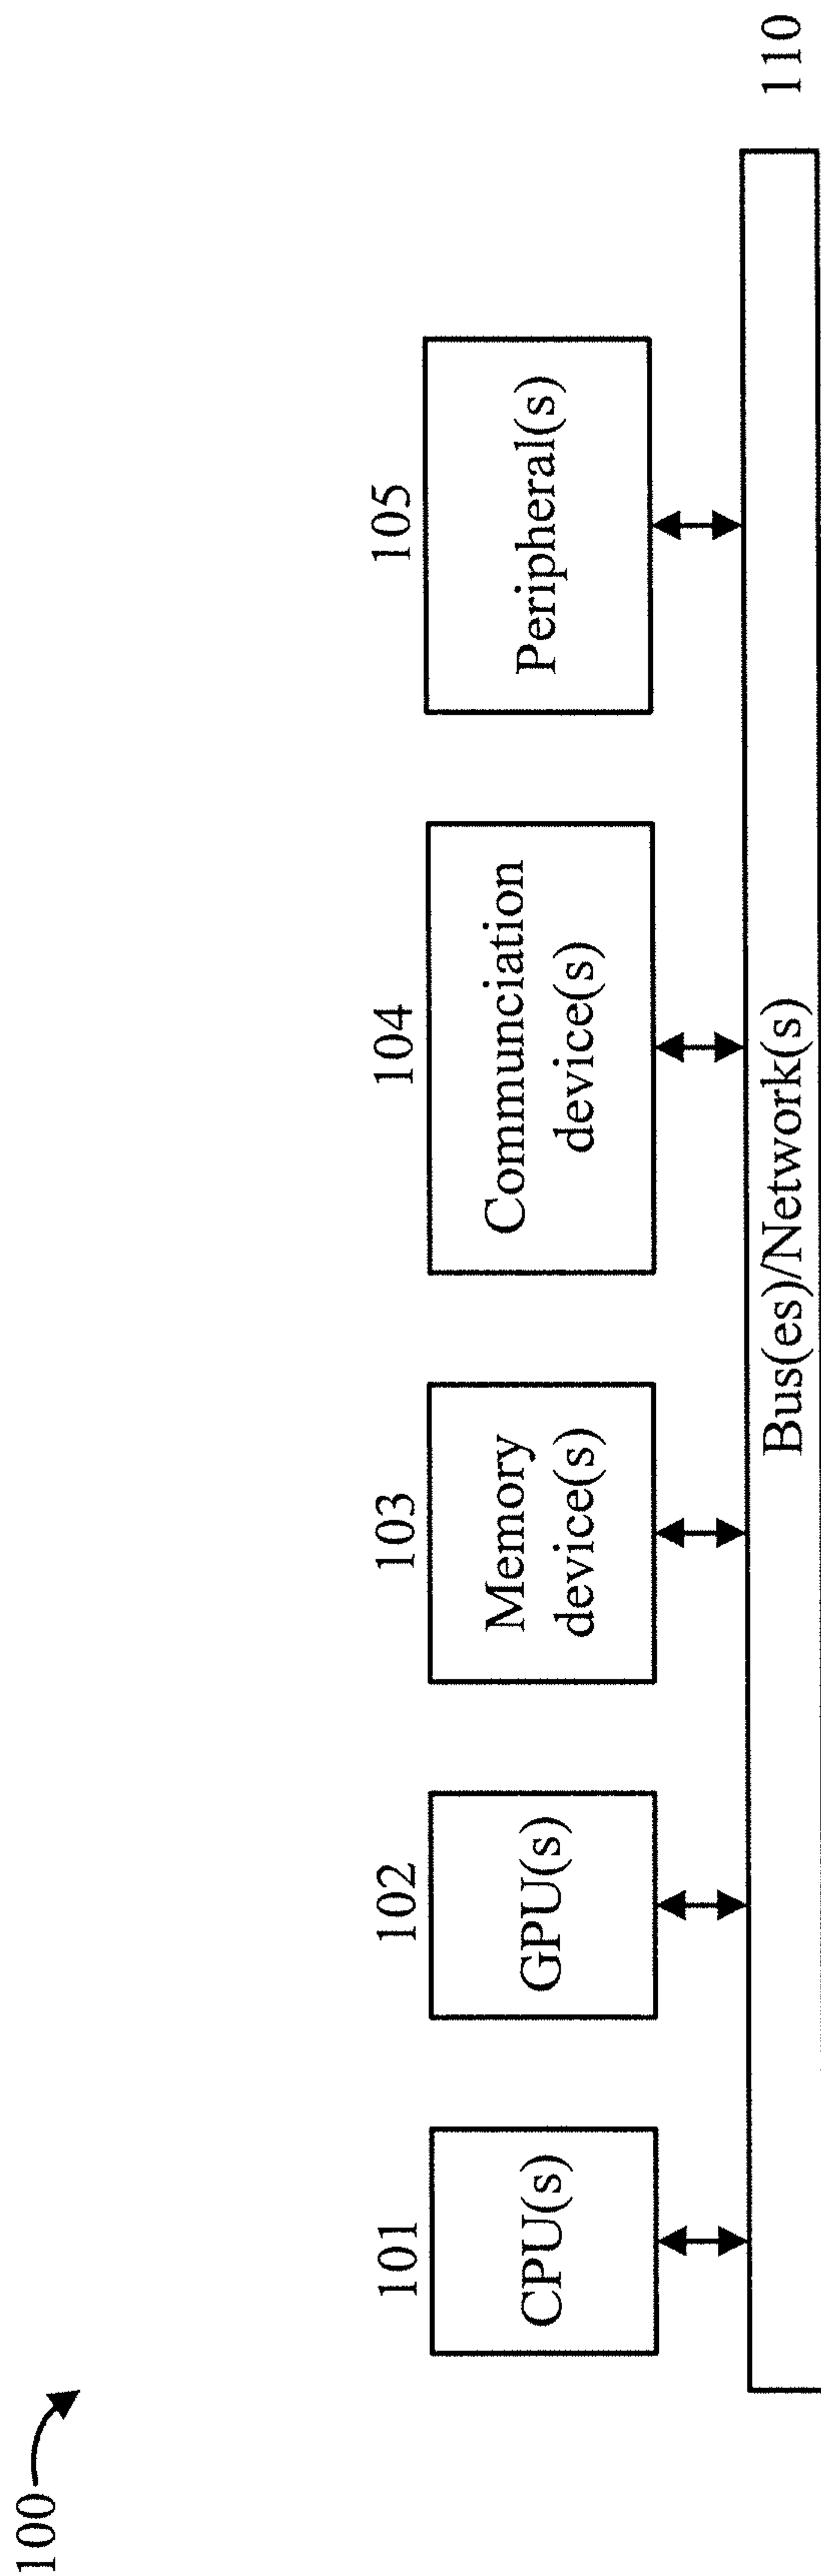 100
101
CPU(s)
102
GPU(s)
103
Memory
device(s)
104
Communciation
device(s)
105
Peripheral(s)
Bus(es)/Network(s)
110